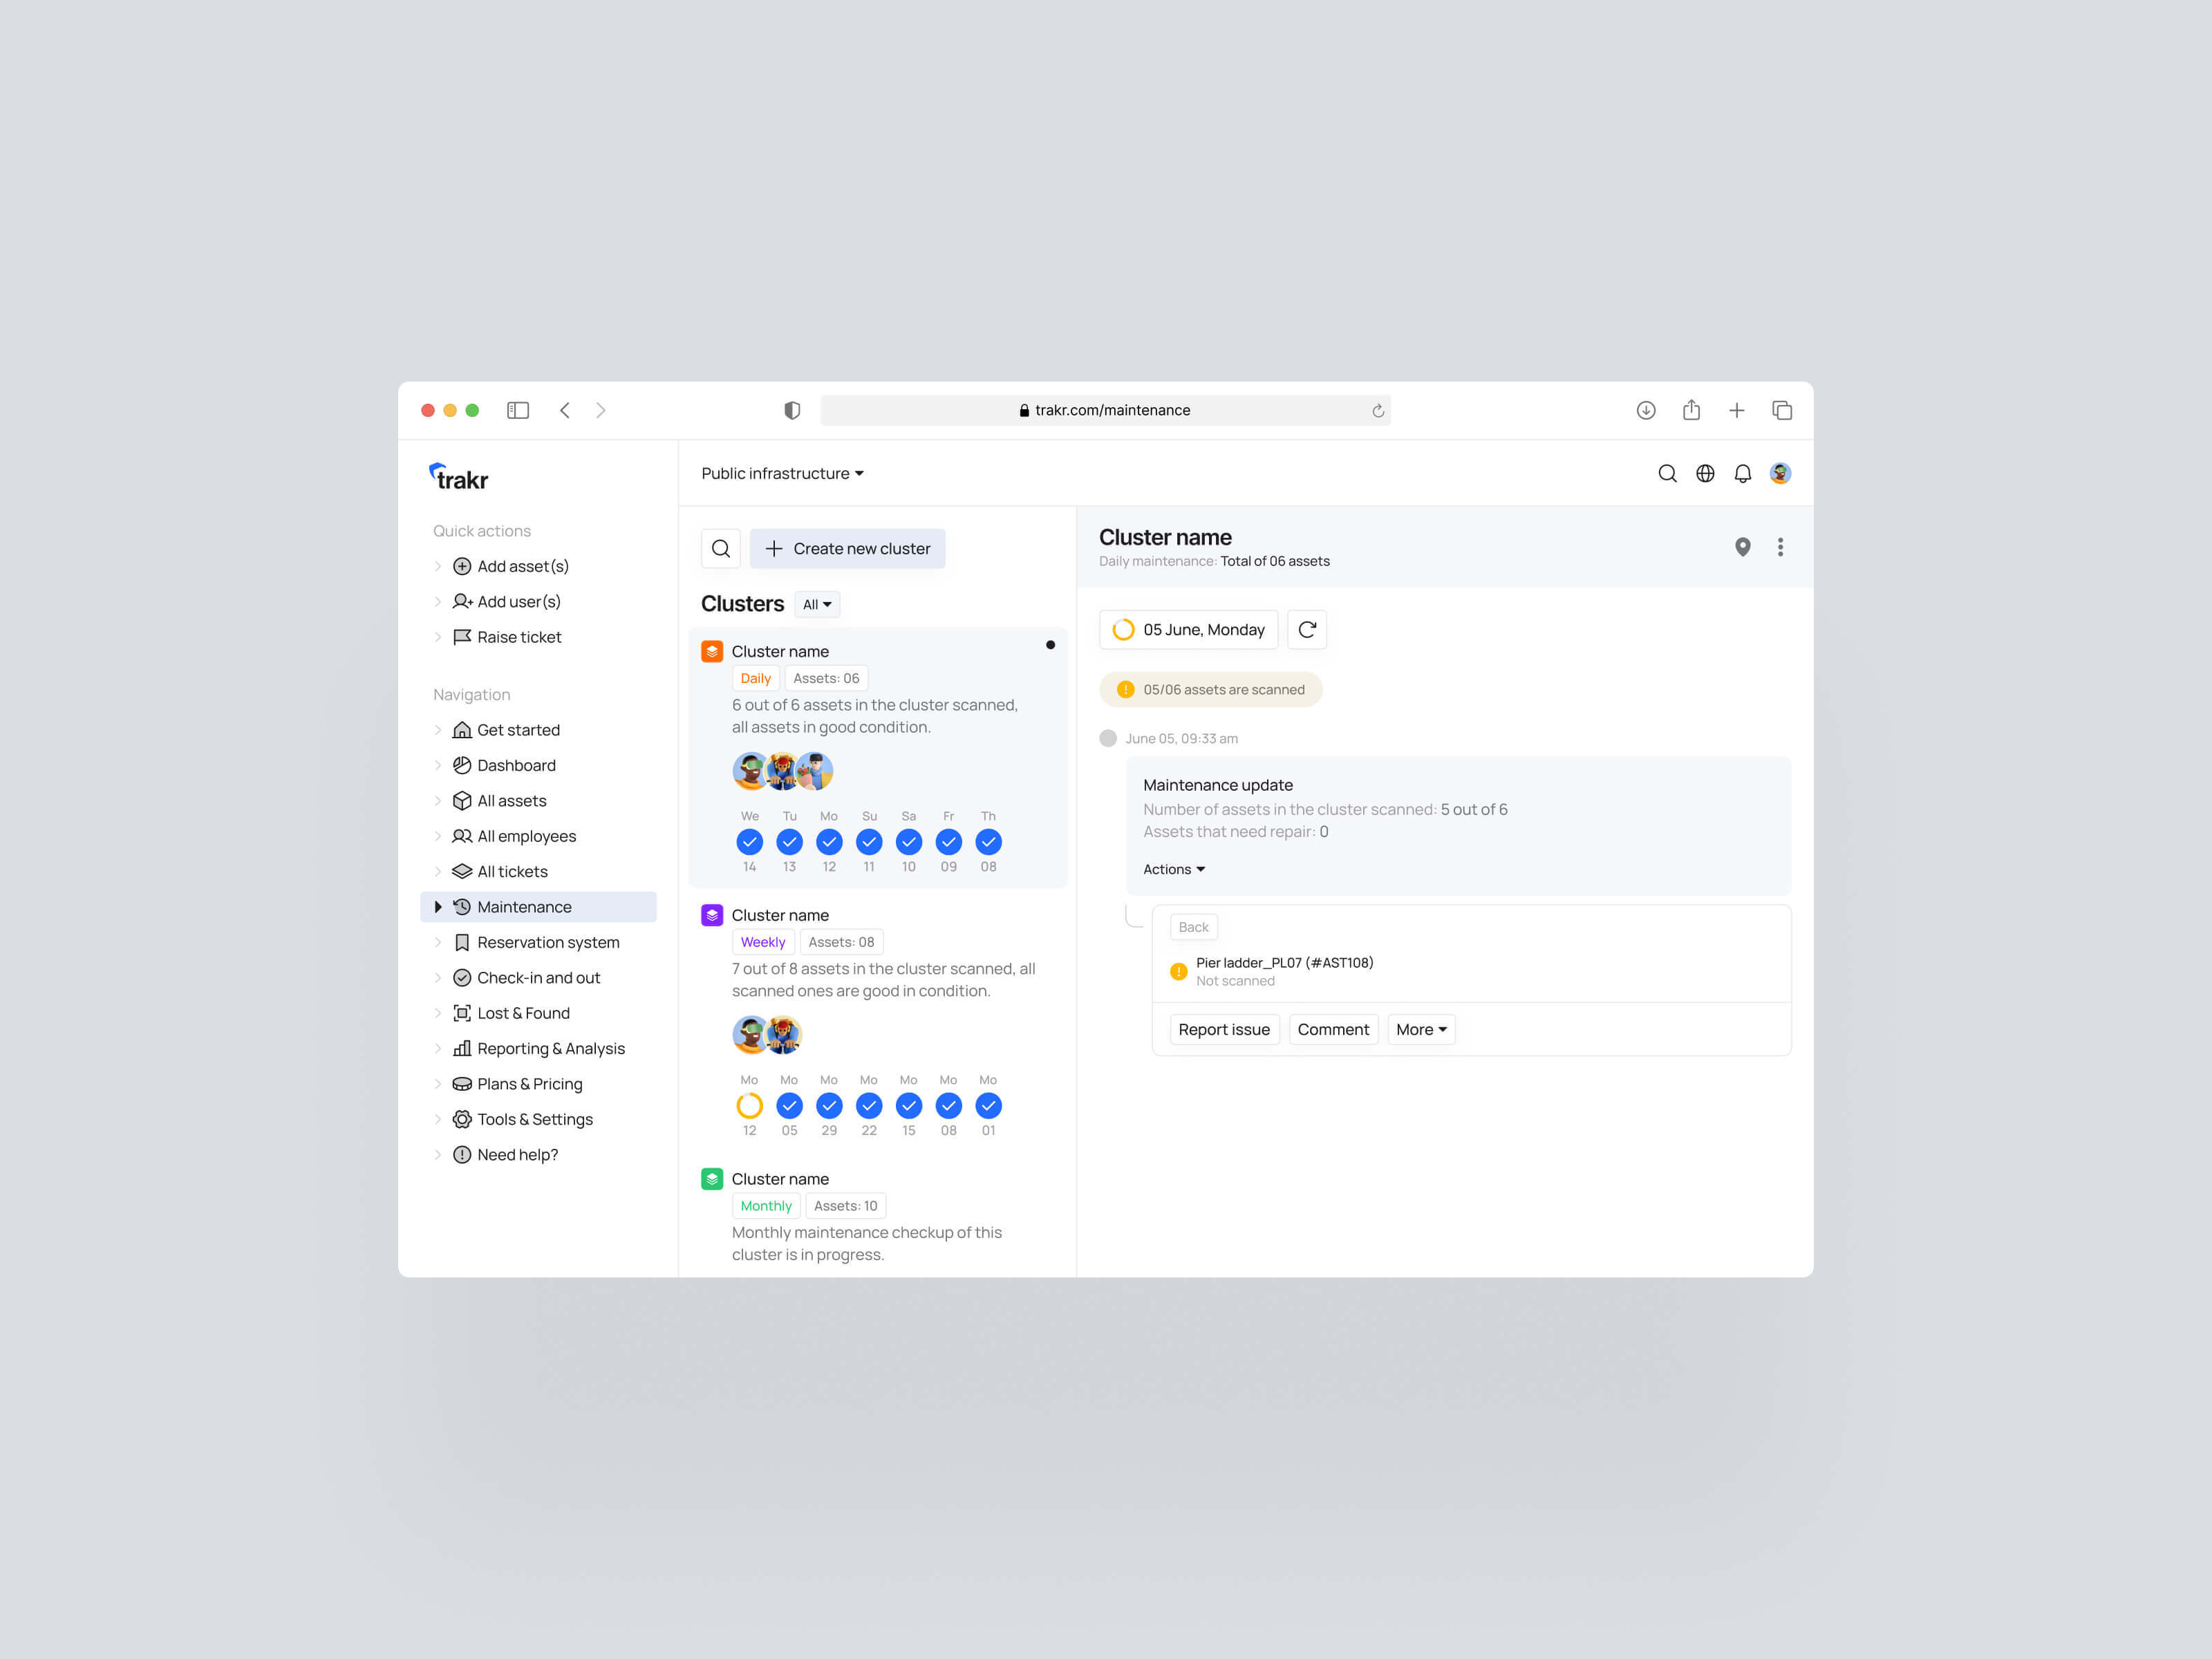 trakr.com/maintenance
trakr
Quick actions
Add asset(s)
Add user(s)
Raise ticket
Navigation
Get started
Dashboard
All assets
All employees
All tickets
Maintenance
Reservation system
Check-in and out
Lost & Found
Reporting & Analysis
Plans & Pricing
Tools & Settings
Need help?
Public infrastructure
Create new cluster
Clusters
All
Cluster name
Daily
Assets: 06
6 out of 6 assets in the cluster scanned,
all assets in good condition.
We Tu Mo Su Sa Fr Th
14 13 12 11 10 09 08
Cluster name
Weekly
Assets: 08
7 out of 8 assets in the cluster scanned, all
scanned ones are good in condition.
Mo Mo Mo Mo Mo Mo Mo
12 05 29 22 15 08 01
Cluster name
Monthly
Assets: 10
Monthly maintenance checkup of this
cluster is in progress.
Cluster name
Daily maintenance: Total of 06 assets
05 June, Monday
05/06 assets are scanned
June 05, 09:33 am
Maintenance update
Number of assets in the cluster scanned: 5 out of 6
Assets that need repair: 0
Actions
Back
Pier ladder_PL07 (#AST108)
Not scanned
Report issue
Comment
More